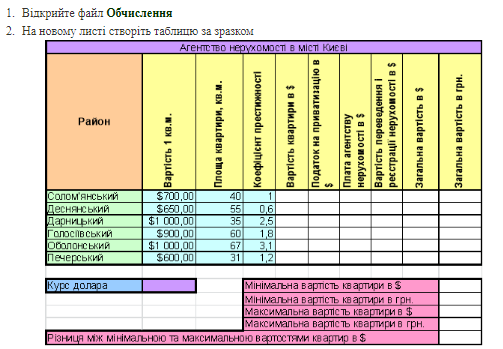 1. Відкрийте файл Обчислення
2. На новому листі створіть таблицю за зразком
Агентство нерухомості в місті Києві
Район
Вартість 1 кв.м.
Площа квартири, кв.м.
Коефіцієнт престижності
Вартість квартири в $
Податок на приватизацію в $
Плата агентству нерухомості в $
Вартість переведення і реєстрації нерухомості в $
Загальна вартість в $
Загальна вартість в грн.
Солом'янський $700,00 40 1
Деснянський $650,00 55 0,6
Дарницький $1 000,00 35 2,5
Голосіївський $900,00 60 1,8
Оболонський $1 000,00 67 3,1
Печерський $600,00 31 1,2
Курс долара Мінімальна вартість квартири в $
Мінімальна вартість квартири в грн.
Максимальна вартість квартири в $
Максимальна вартість квартири в грн.
Різниця між мінімальною та максимальною вартостями квартир в $